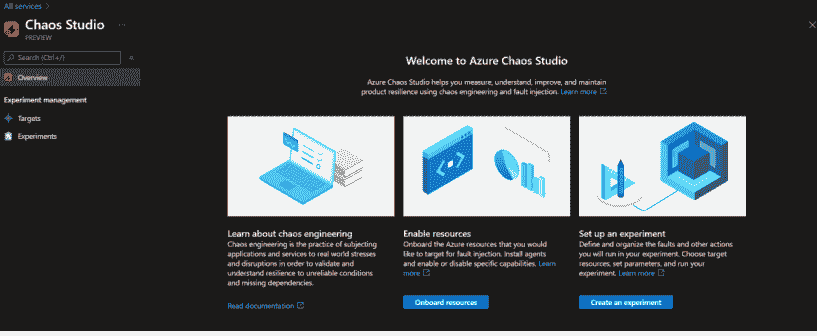 All services >
Chaos Studio ...
PREVIEW
Search (Ctrl+/)
«
Overview
Experiment management
Targets
Experiments
Welcome to Azure Chaos Studio
Azure Chaos Studio helps you measure, understand, improve, and maintain
product resilience using chaos engineering and fault injection. Learn more
Learn about chaos engineering
Chaos engineering is the practice of subjecting
applications and services to real world stresses
and disruptions in order to validate and
understand resilience to unreliable conditions
and missing dependencies.
Read documentation
Enable resources
Onboard the Azure resources that you would
like to target for fault injection. Install agents
and enable or disable specific capabilities. Learn
more
Onboard resources
Set up an experiment
Define and organize the faults and other actions
you will run in your experiment. Choose target
resources, set parameters, and run your
experiment. Learn more
Create an experiment